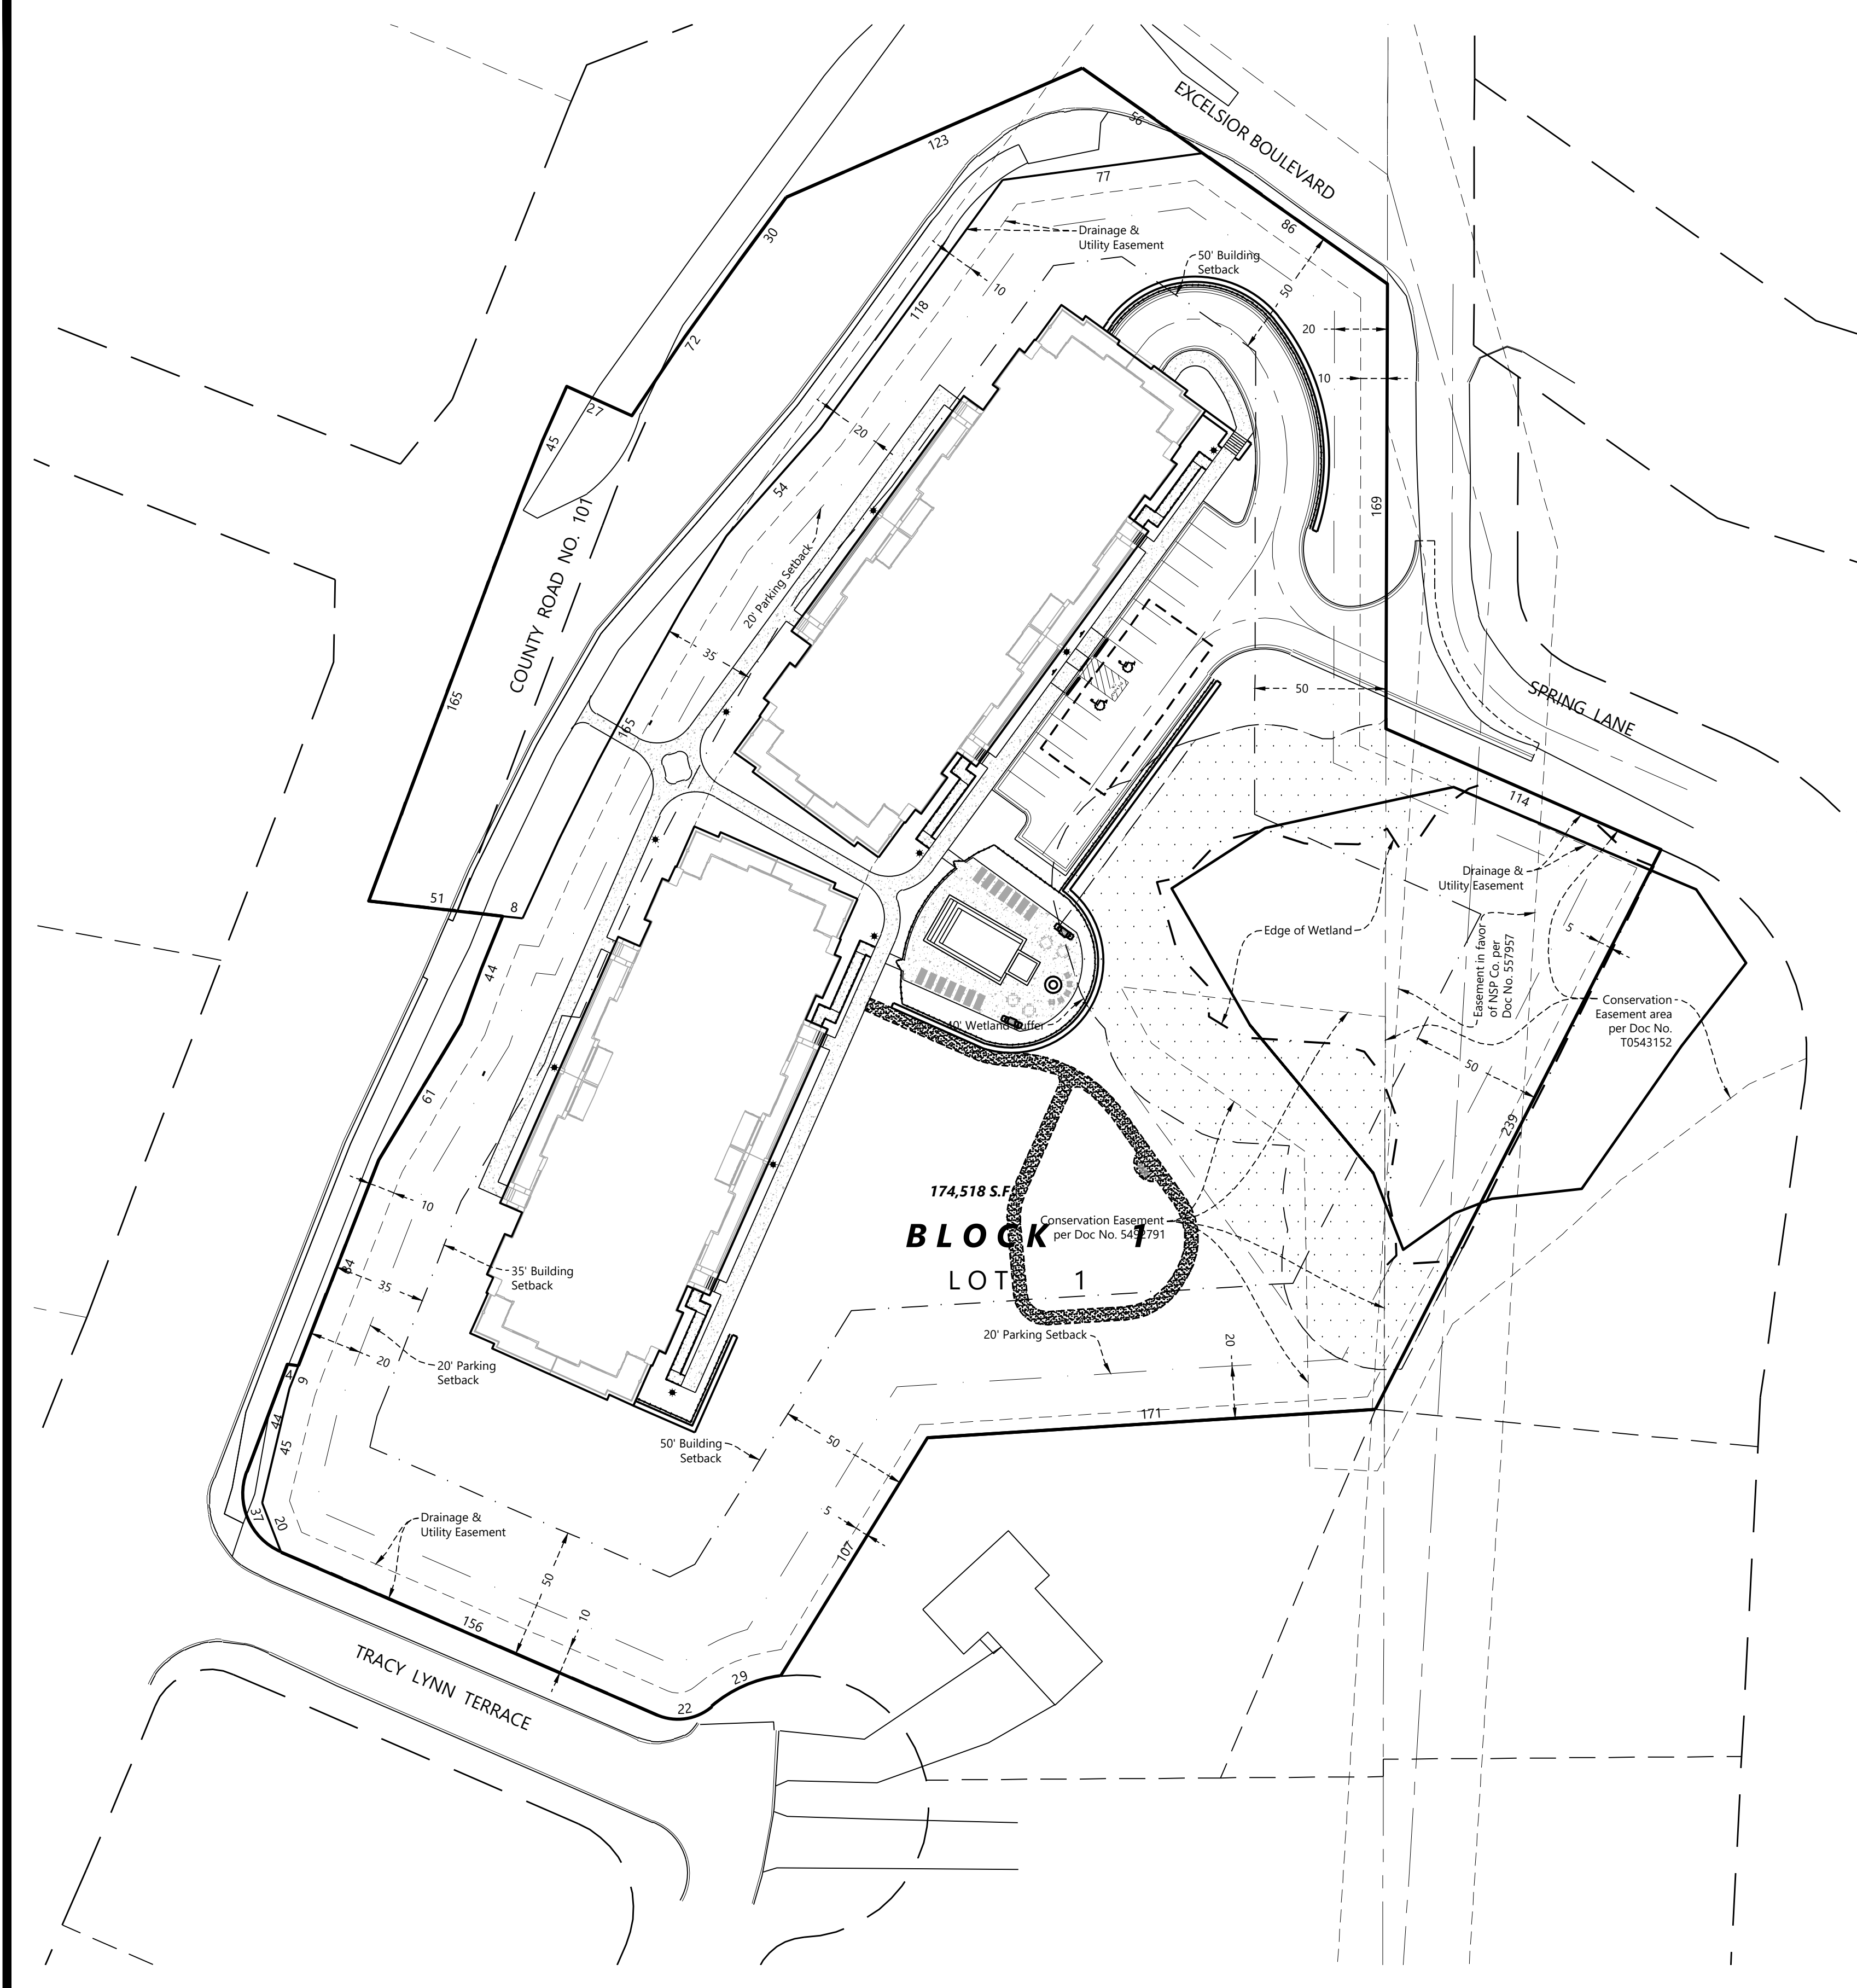 EXCELSIOR BOULEVARD
56
123
77
86
30
Drainage &
Utility Easement
50' Building
Setback
50
10
118
20
72
10
27
45
20
54
169
COUNTY ROAD NO. 101
20' Parking Setback
35
50
165
165
SPRING LANE
114
51
8
Drainage &
Utility Easement
Edge of Wetland
5
44
Easement in favor
of NSP Co. per
Doc No. 557957
Conservation
Easement area
per Doc No.
T0543152
40' Wetland Buffer
50
61
239
174,518 S.F.
10
Conservation Easement
per Doc No. 5492791
BLOCK 1
LOT 1
84
35
35' Building
Setback
20' Parking Setback
20
20
20' Parking
Setback
4
9
171
44
45
50' Building
Setback
50
37
20
Drainage &
Utility Easement
5
107
50
10
156
TRACY LYNN TERRACE
29
22